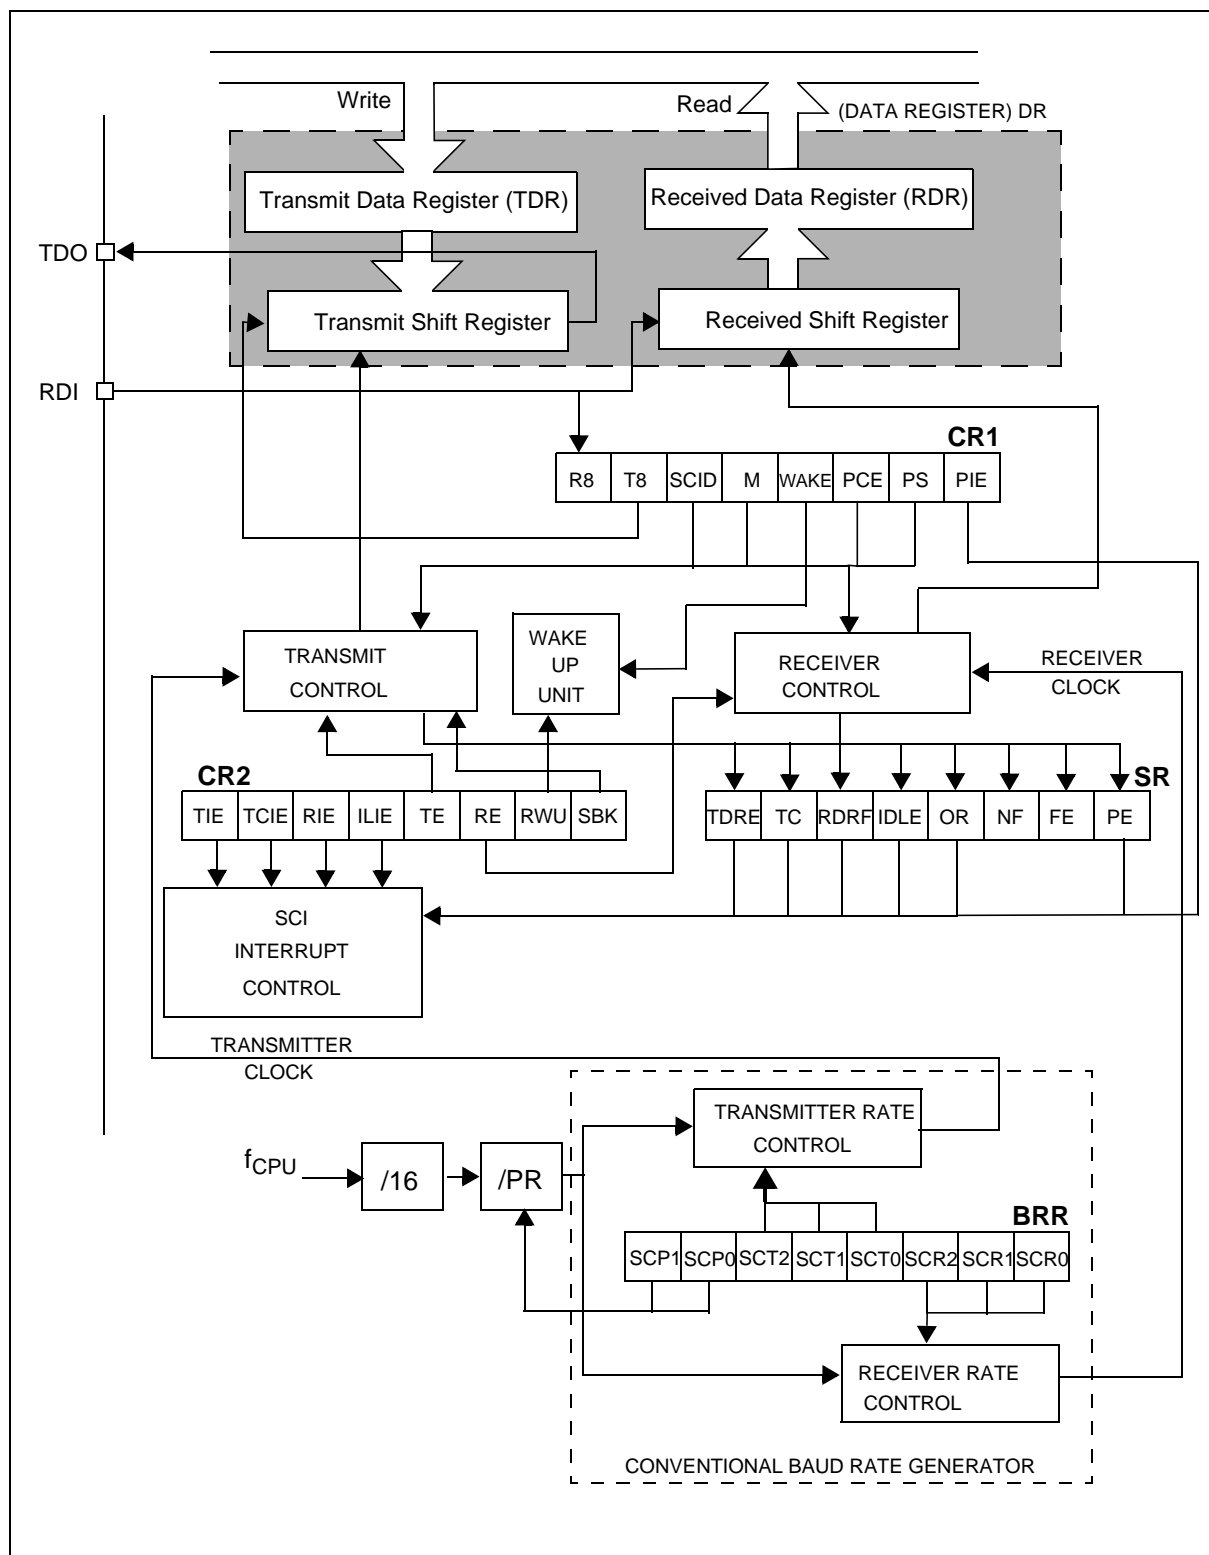 Write
Read
(DATA REGISTER) DR
Transmit Data Register (TDR)
Received Data Register (RDR)
TDO
Transmit Shift Register
Received Shift Register
RDI
CR1
R8 T8 SCID M WAKE PCE PS PIE
TRANSMIT
CONTROL
WAKE
UP
UNIT
RECEIVER
CONTROL
RECEIVER
CLOCK
CR2
TIE TCIE RIE ILIE TE RE RWU SBK
SR
TDRE TC RDRF IDLE OR NF FE PE
SCI
INTERRUPT
CONTROL
TRANSMITTER
CLOCK
TRANSMITTER RATE
CONTROL
fCPU
/16
/PR
BRR
SCP1 SCP0 SCT2 SCT1 SCT0 SCR2 SCR1 SCR0
RECEIVER RATE
CONTROL
CONVENTIONAL BAUD RATE GENERATOR